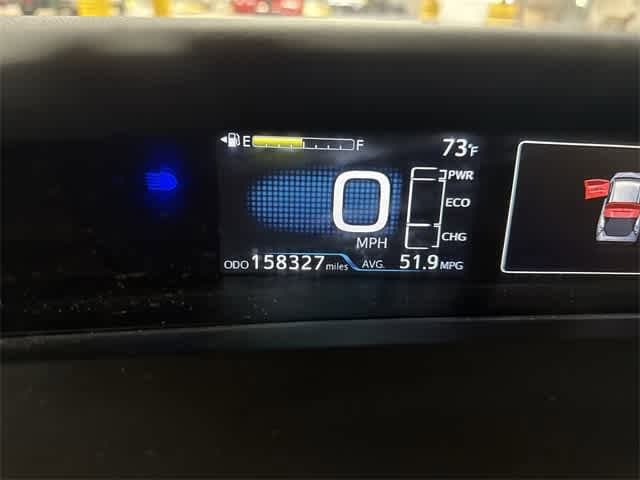 E F 73°F
PWR
0 ECO
MPH CHG
ODO 158327 miles AVG. 51.9 MPG